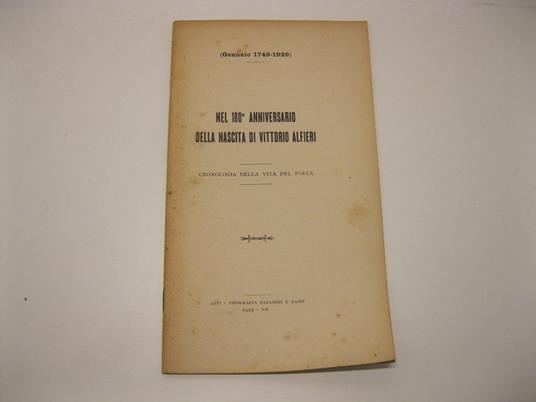 (Gennaio 1749-1929)
NEL 180° ANNIVERSARIO
DELLA NASCITA DI VITTORIO ALFIERI
CRONOLOGIA DELLA VITA DEL POETA
ASTI - TIPOGRAFIA PAGLIERI E RASPI
1929 - VII